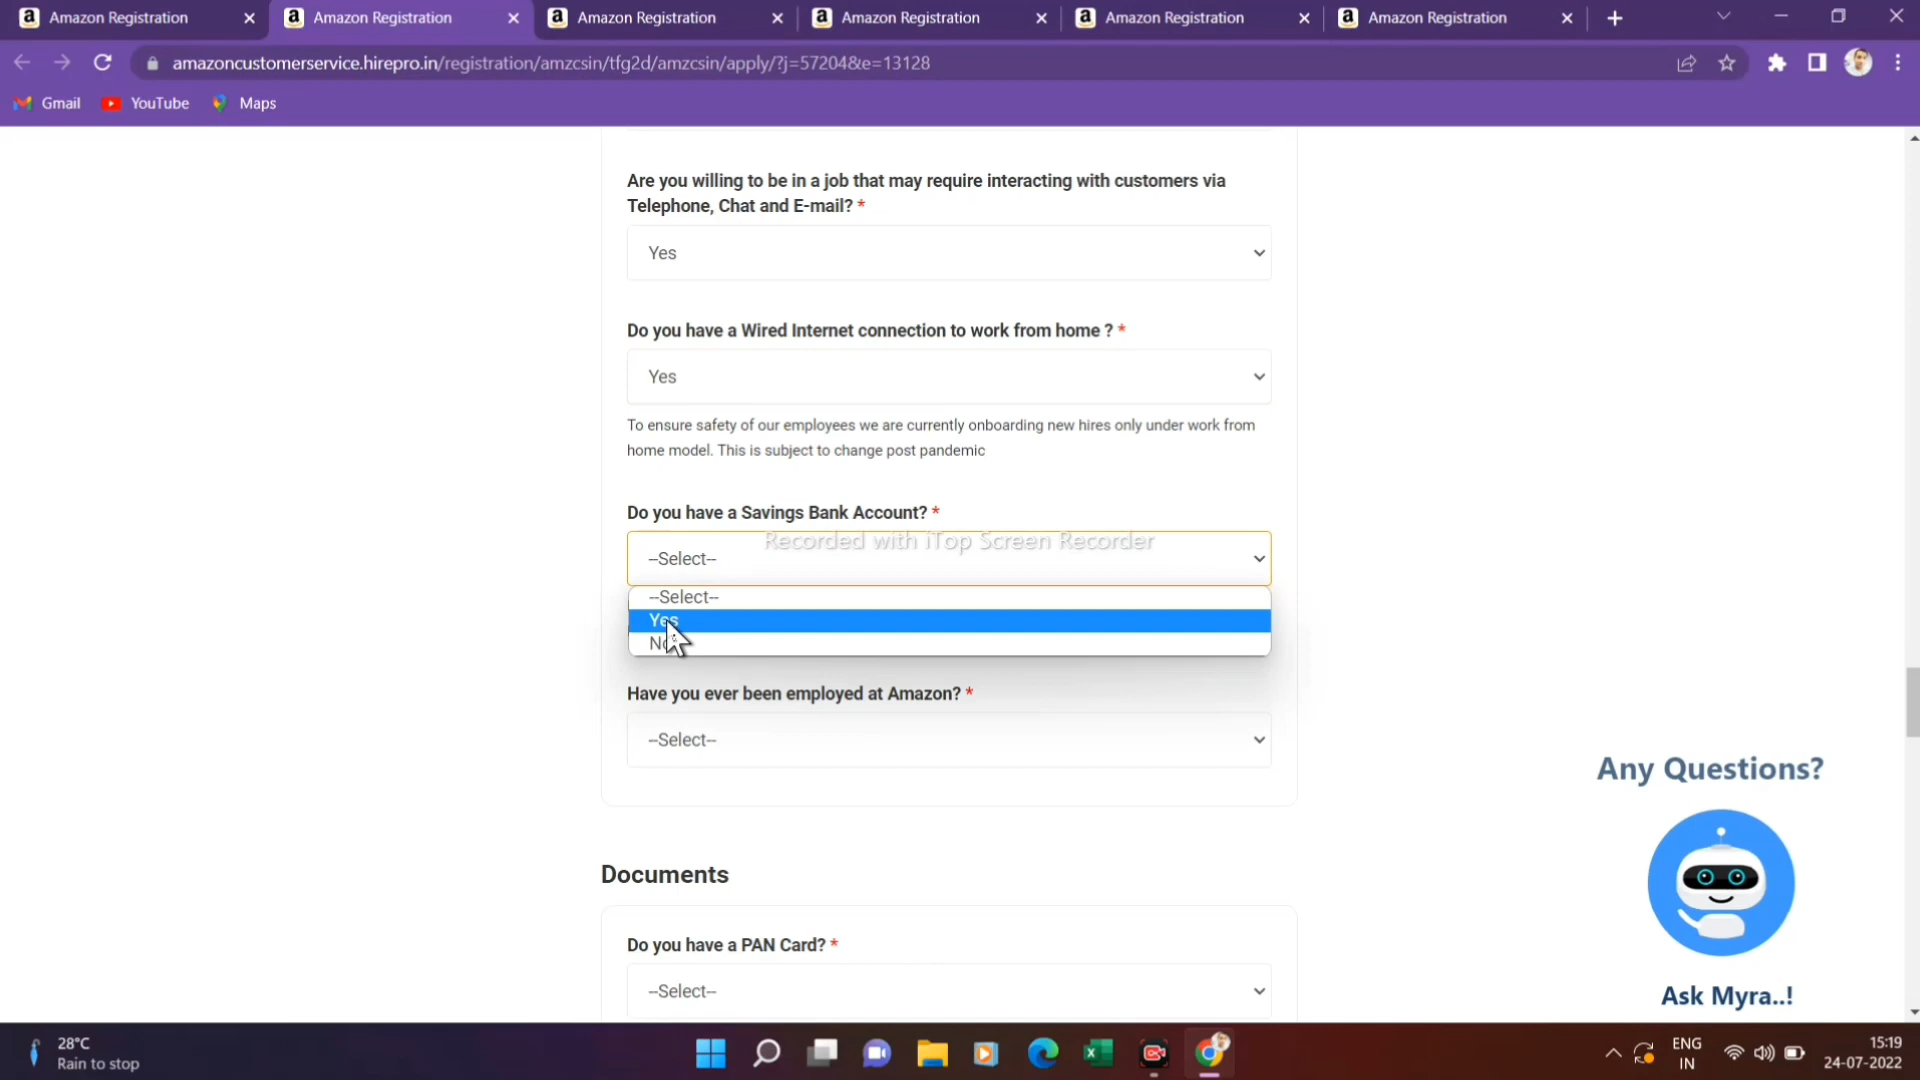 Amazon Registration
Amazon Registration
Amazon Registration
Amazon Registration
Amazon Registration
Amazon Registration
amazoncustomerservice.hirepro.in/registration/amzcsin/tfg2d/amzcsin/apply/?j=57204&e=13128
Gmail
YouTube
Maps
Are you willing to be in a job that may require interacting with customers via
Telephone, Chat and E-mail? *
Yes
Do you have a Wired Internet connection to work from home ? *
Yes
To ensure safety of our employees we are currently onboarding new hires only under work from
home model. This is subject to change post pandemic
Do you have a Savings Bank Account? *
Recorded with iTop Screen Recorder
--Select--
--Select--
Yes
No
Have you ever been employed at Amazon? *
--Select--
Any Questions?
Documents
Do you have a PAN Card? *
--Select--
Ask Myra..!
28°C
Rain to stop
ENG
IN
15:19
24-07-2022